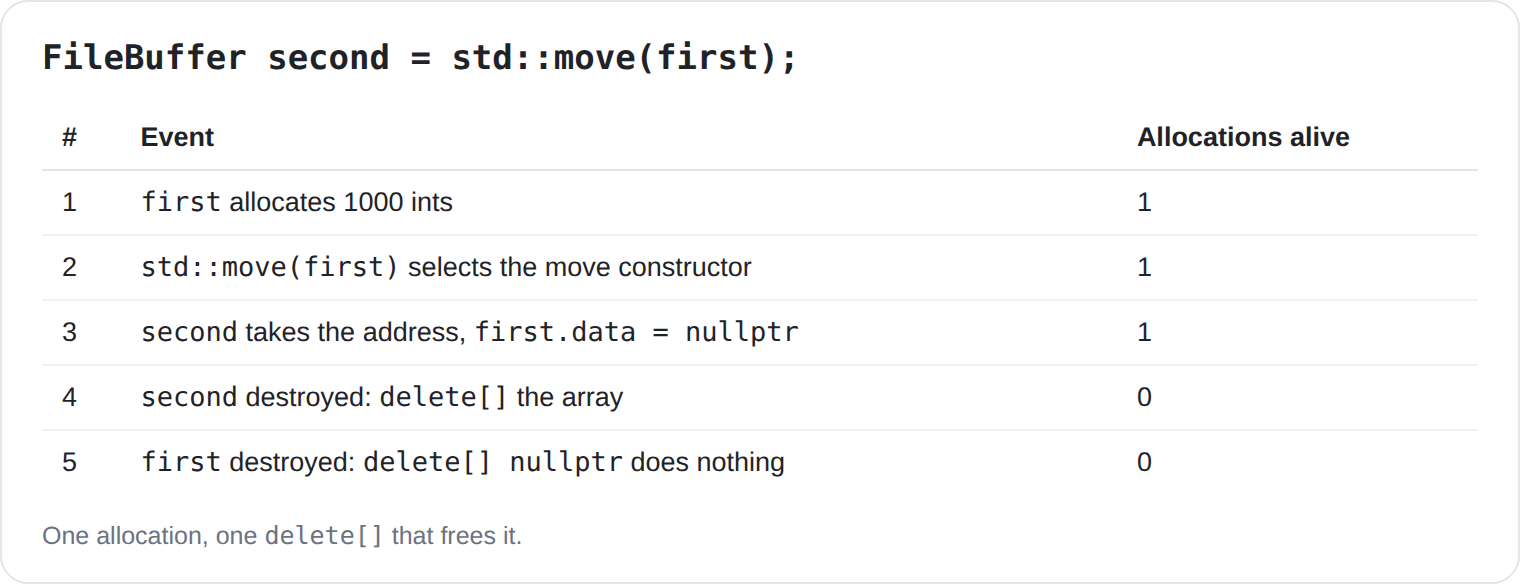 FileBuffer second = std::move(first);
# Event Allocations alive
1 first allocates 1000 ints 1
2 std::move(first) selects the move constructor 1
3 second takes the address, first.data = nullptr 1
4 second destroyed: delete[] the array 0
5 first destroyed: delete[] nullptr does nothing 0
One allocation, one delete[] that frees it.